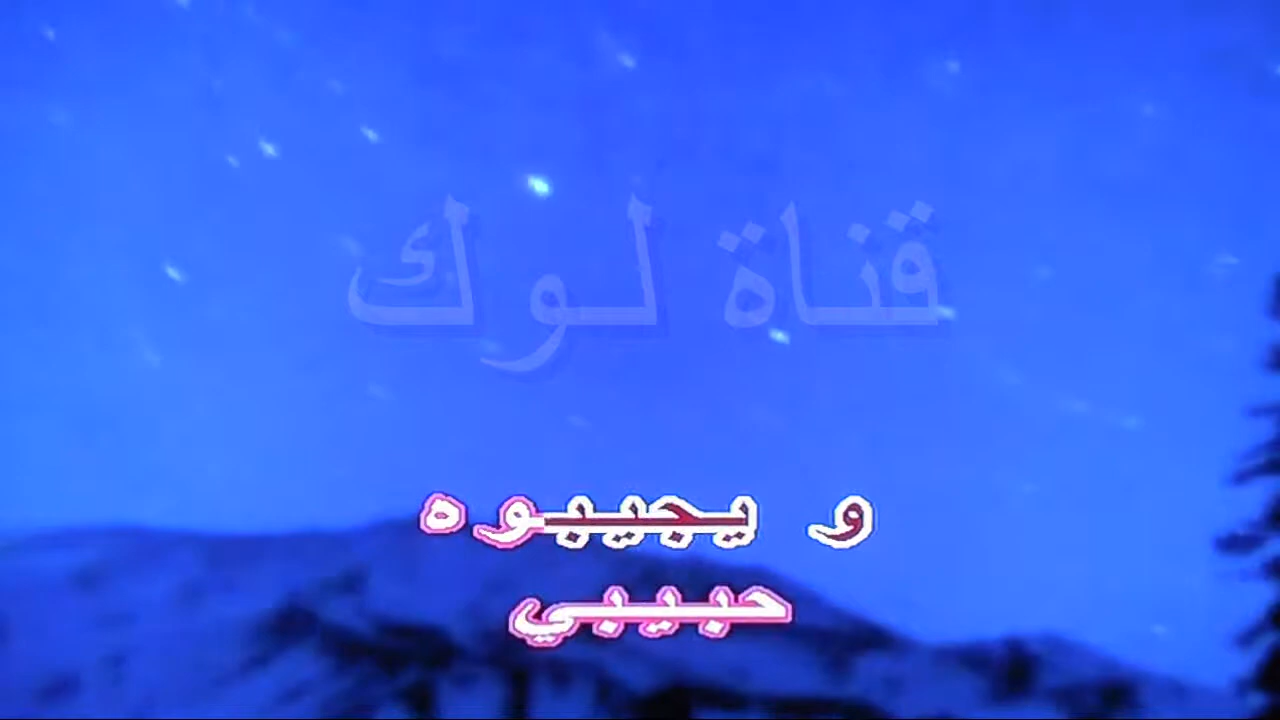 قناة لوك
و يجيبوه
حبيبي